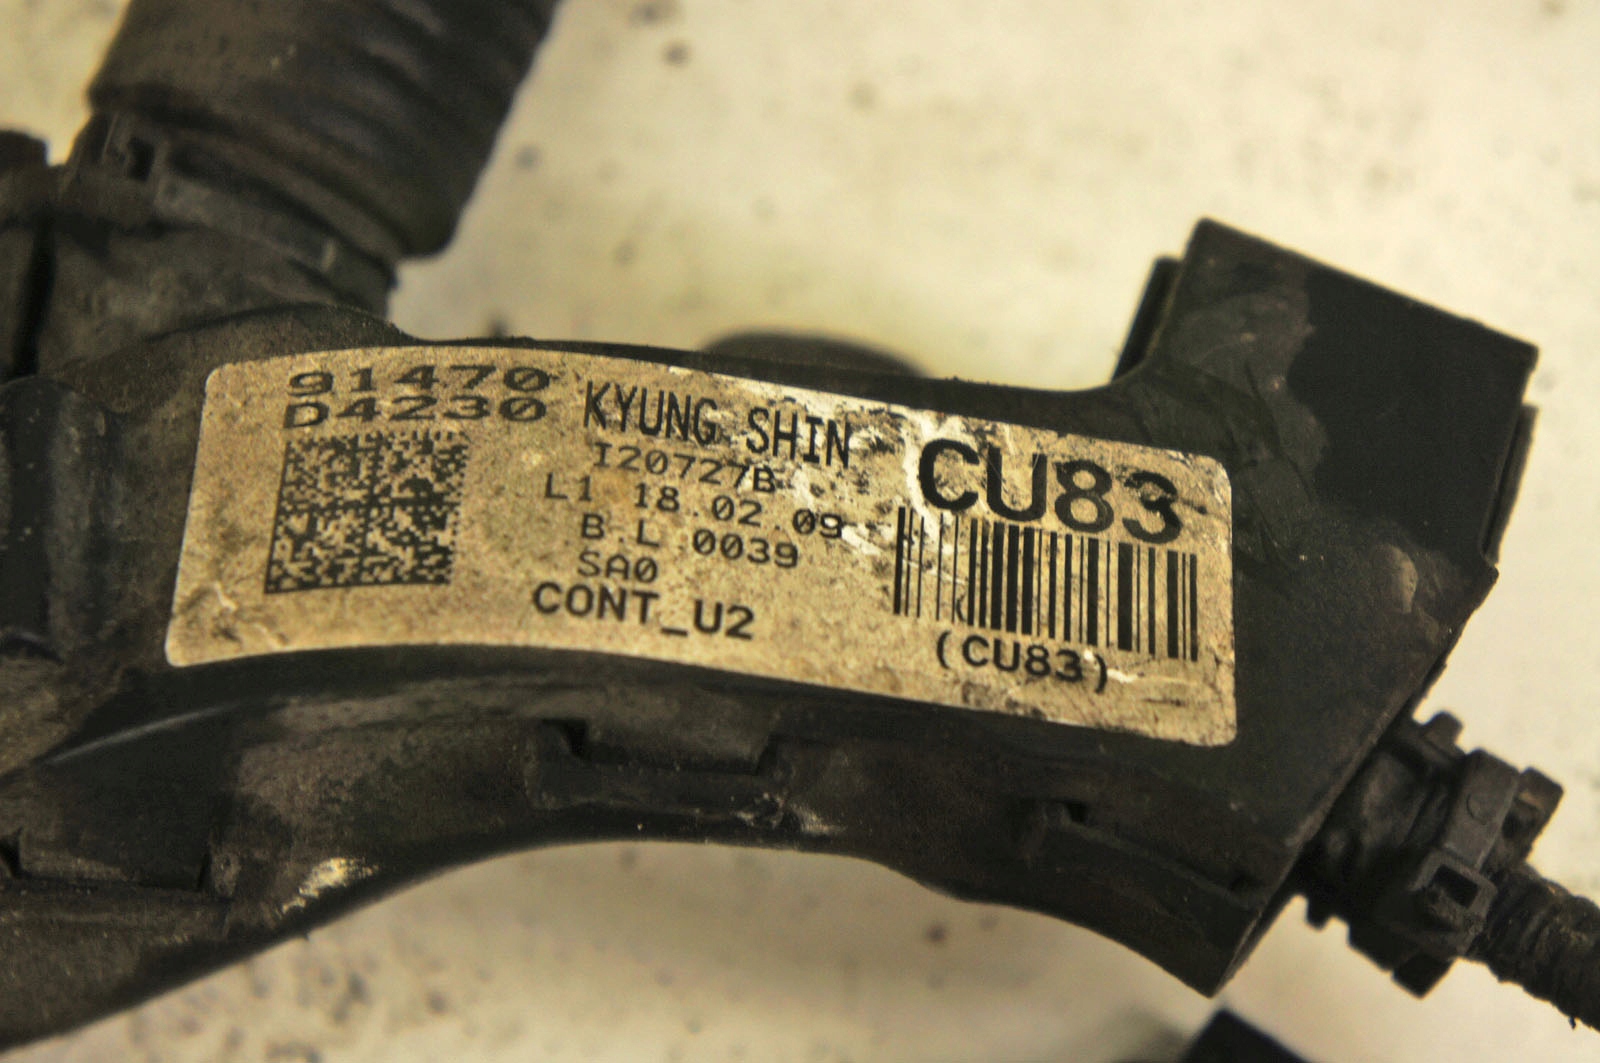 91470
D4230
KYUNG SHIN
I20727B
L1 18.02.09
B.L 0039
SA0
CONT_U2
CU83
(CU83)